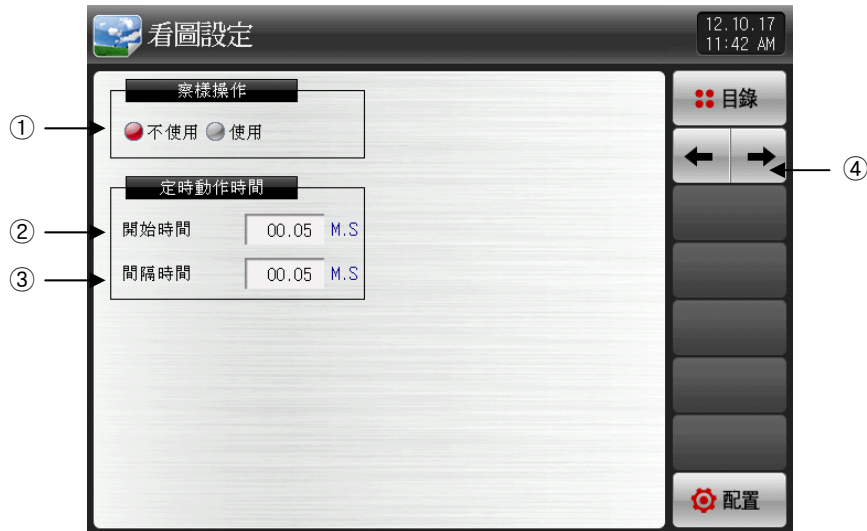 看圖設定
12.10.17
11:42 AM
察樣操作
① 不使用 使用
定時動作時間
② 開始時間 00.05 M.S
③ 間隔時間 00.05 M.S
目錄
④
配置